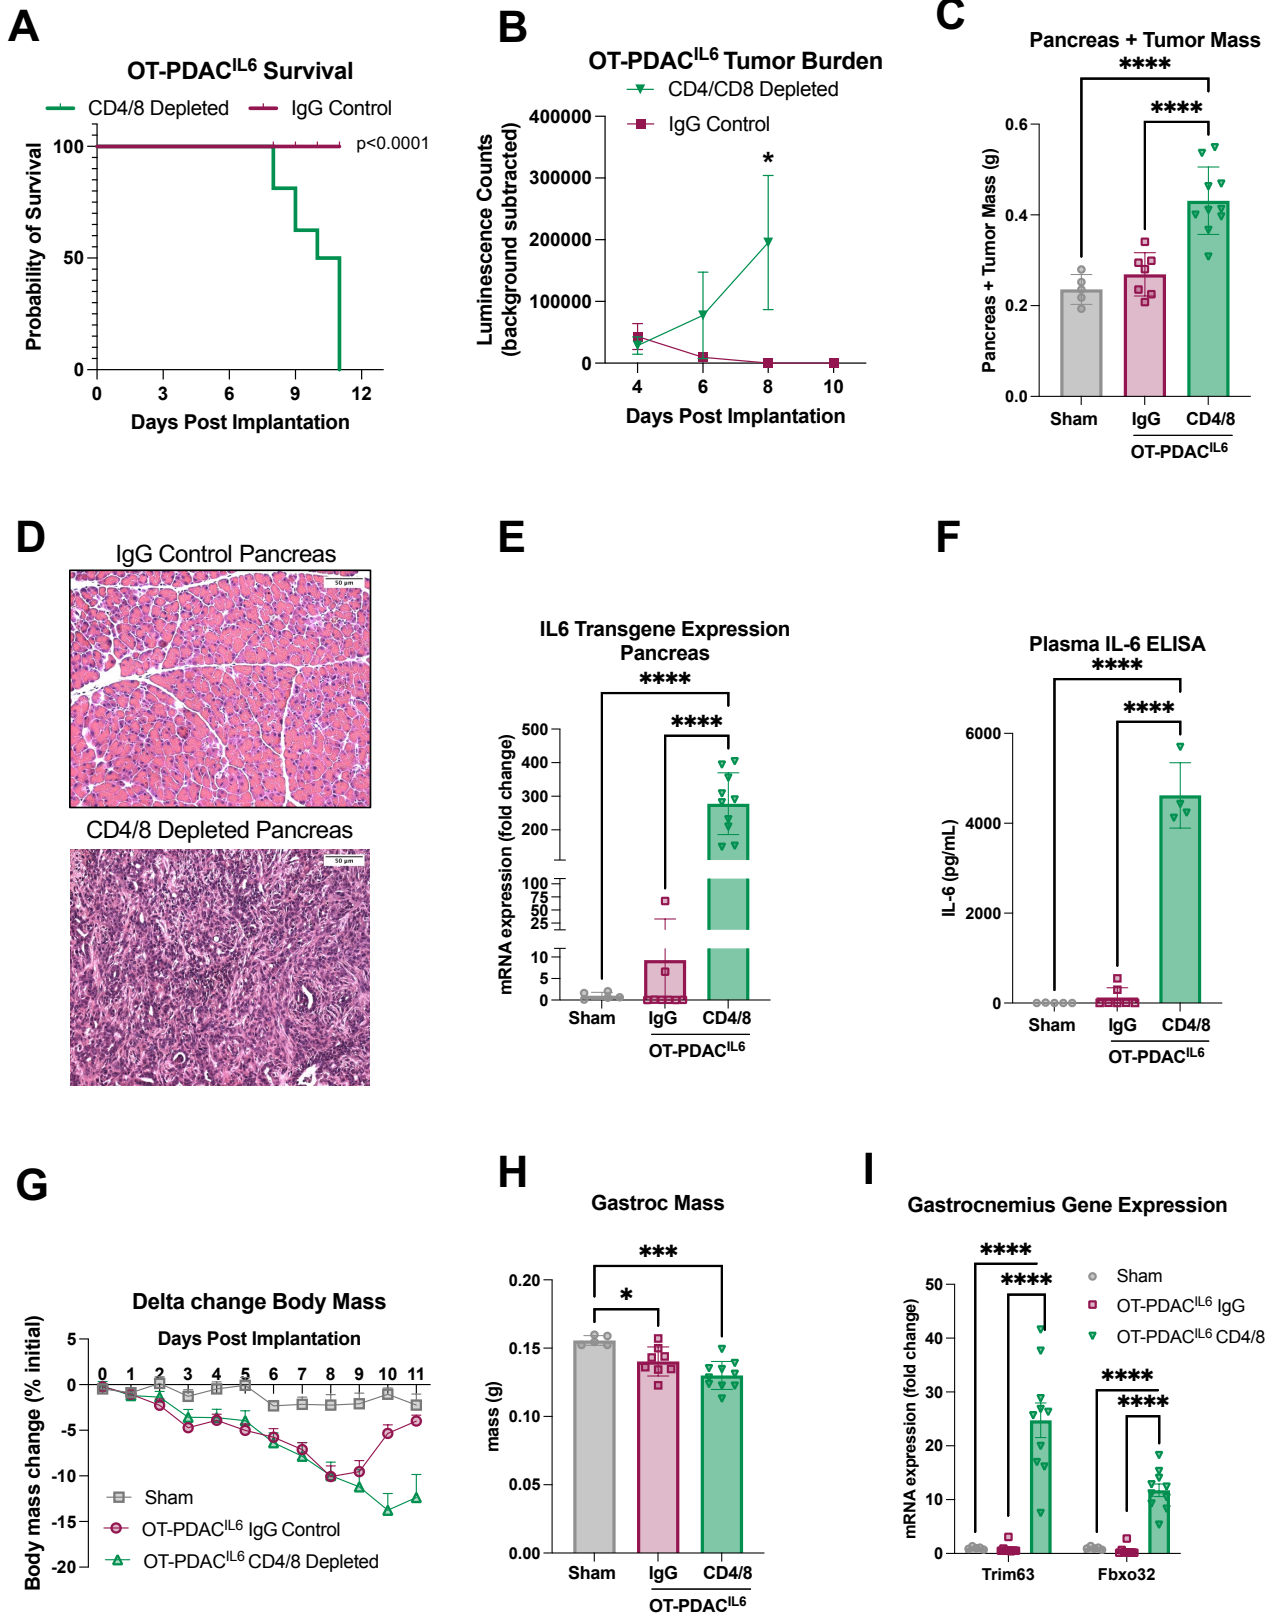 A
OT-PDACIL6 Survival
CD4/8 Depleted
IgG Control
p<0.0001
Probability of Survival
100
50
0
0 3 6 9 12
Days Post Implantation
B
OT-PDACIL6 Tumor Burden
CD4/CD8 Depleted
IgG Control
Luminescence Counts
(background subtracted)
400000
300000
200000
100000
0
*
4 6 8 10
Days Post Implantation
C
Pancreas + Tumor Mass
****
****
Pancreas + Tumor Mass (g)
0.6
0.4
0.2
0.0
Sham IgG CD4/8
OT-PDACIL6
D
IgG Control Pancreas
50 µm
CD4/8 Depleted Pancreas
50 µm
E
IL6 Transgene Expression
Pancreas
****
****
mRNA expression (fold change)
500
400
300
200
100
75
50
25
10
5
0
Sham IgG CD4/8
OT-PDACIL6
F
Plasma IL-6 ELISA
****
****
IL-6 (pg/mL)
6000
4000
2000
0
Sham IgG CD4/8
OT-PDACIL6
G
Delta change Body Mass
Days Post Implantation
Body mass change (% initial)
0 1 2 3 4 5 6 7 8 9 10 11
5
0
-5
-10
-15
-20
Sham
OT-PDACIL6 IgG Control
OT-PDACIL6 CD4/8 Depleted
H
Gastroc Mass
***
*
mass (g)
0.20
0.15
0.10
0.05
0.00
Sham IgG CD4/8
OT-PDACIL6
I
Gastrocnemius Gene Expression
****
****
****
****
Sham
OT-PDACIL6 IgG
OT-PDACIL6 CD4/8
mRNA expression (fold change)
50
40
30
20
10
0
Trim63 Fbxo32